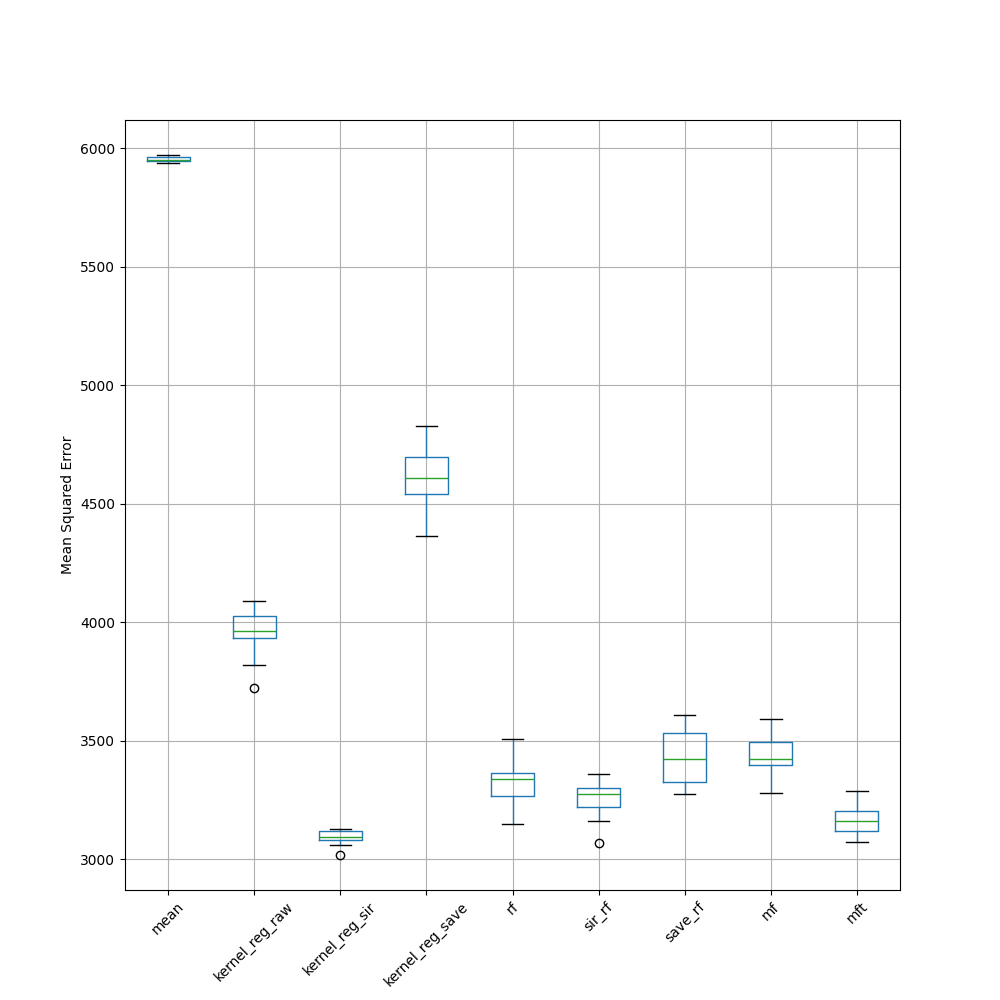 6000
5500
5000
4500
4000
3500
3000
Mean Squared Error
mean
kernel_reg_raw
kernel_reg_sir
kernel_reg_save
rf
sir_rf
save_rf
mf
mft